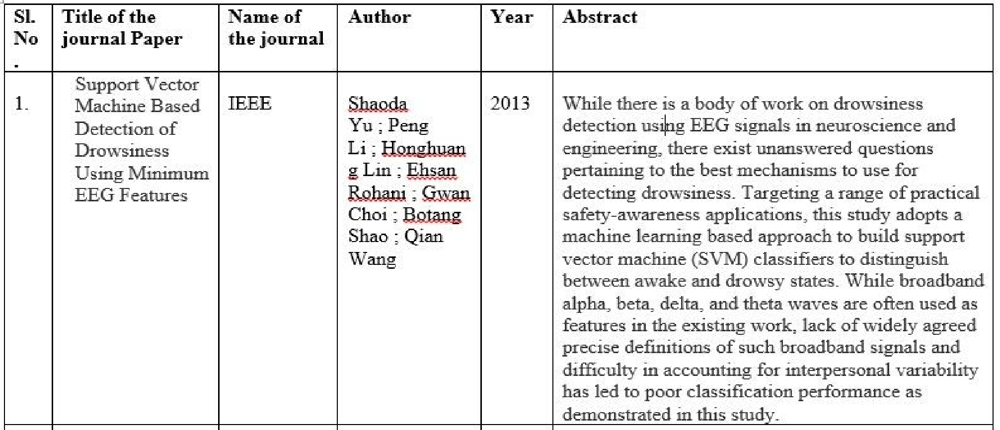 Sl.
No
.
Title of the
journal Paper
Name of
the journal
Author
Year
Abstract
1.
Support Vector
Machine Based
Detection of
Drowsiness
Using Minimum
EEG Features
IEEE
Shaoda
Yu ; Peng
Li ; Honghuan
g Lin ; Ehsan
Rohani ; Gwan
Choi ; Botang
Shao ; Qian
Wang
2013
While there is a body of work on drowsiness
detection using EEG signals in neuroscience and
engineering, there exist unanswered questions
pertaining to the best mechanisms to use for
detecting drowsiness. Targeting a range of practical
safety-awareness applications, this study adopts a
machine learning based approach to build support
vector machine (SVM) classifiers to distinguish
between awake and drowsy states. While broadband
alpha, beta, delta, and theta waves are often used as
features in the existing work, lack of widely agreed
precise definitions of such broadband signals and
difficulty in accounting for interpersonal variability
has led to poor classification performance as
demonstrated in this study.